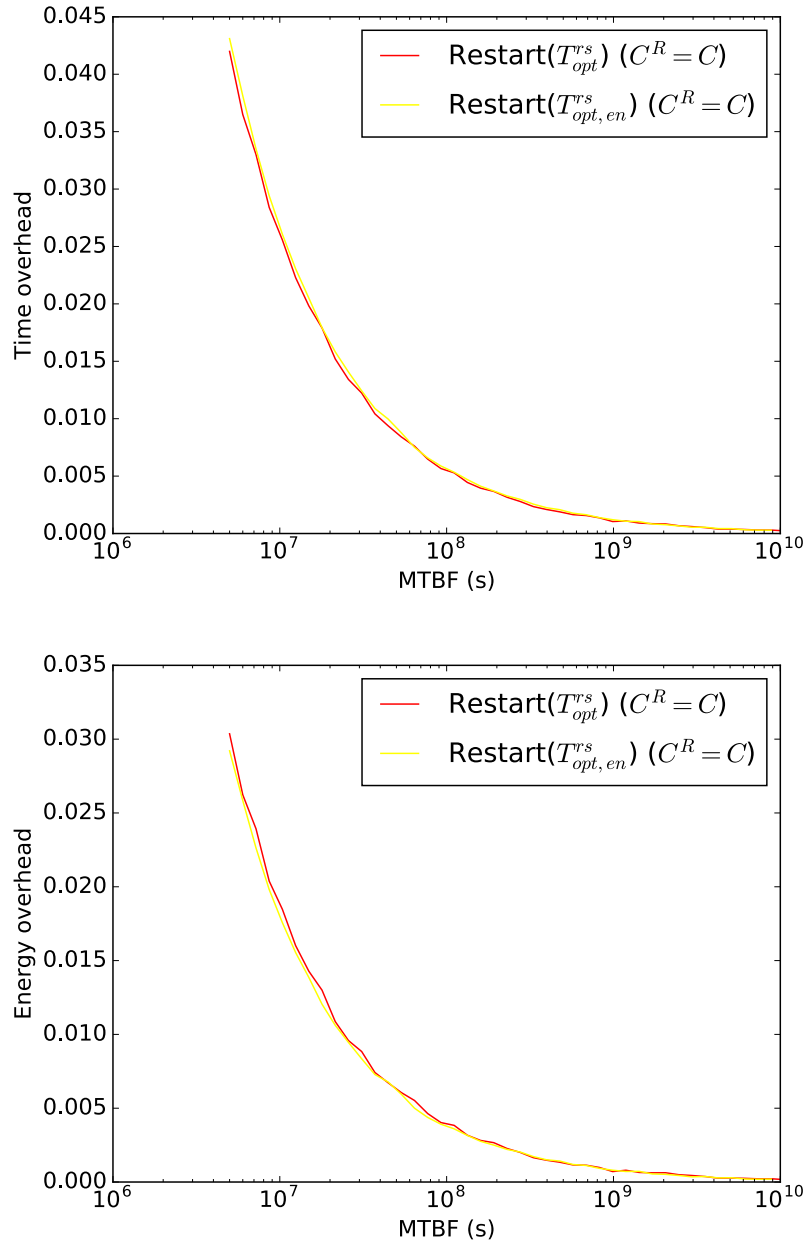 0.045
0.040
0.035
0.030
0.025
0.020
0.015
0.010
0.005
0.000
Time overhead
Restart($T_{opt}^{rs}$) ($C^R = C$)
Restart($T_{opt,en}^{rs}$) ($C^R = C$)
10^6 10^7 10^8 10^9 10^10
MTBF (s)
0.035
0.030
0.025
0.020
0.015
0.010
0.005
0.000
Energy overhead
Restart($T_{opt}^{rs}$) ($C^R = C$)
Restart($T_{opt,en}^{rs}$) ($C^R = C$)
10^6 10^7 10^8 10^9 10^10
MTBF (s)